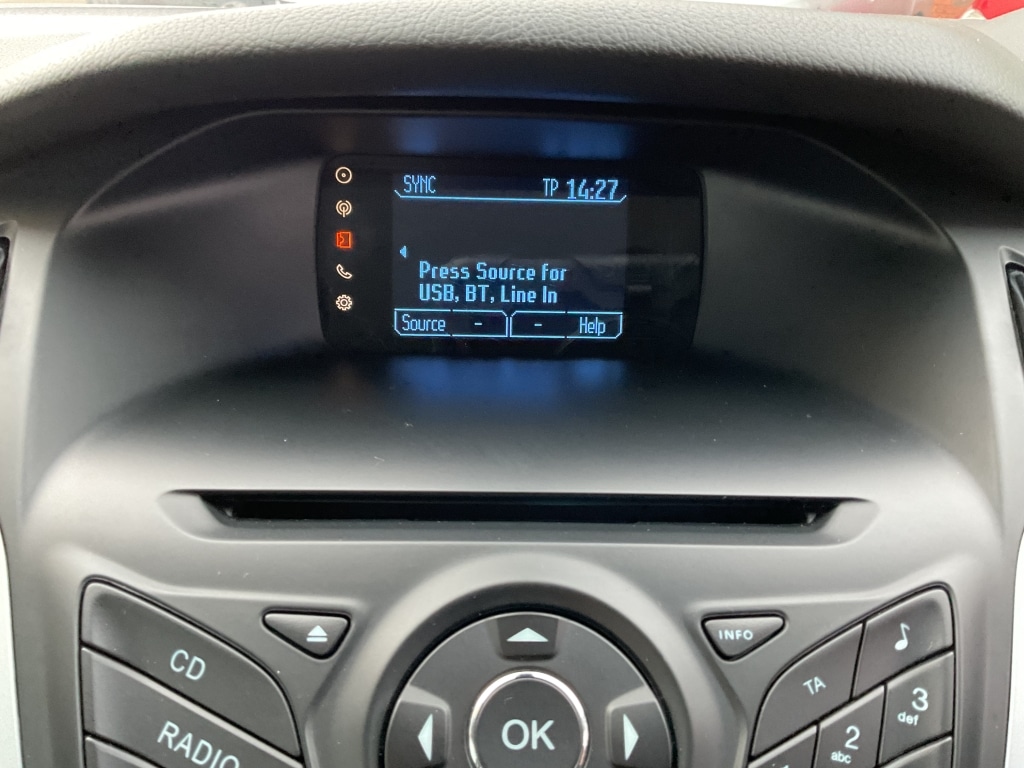 SYNC TP 14:27
Press Source for
USB, BT, Line In
Source - - Help
INFO
CD
TA
3
def
RADIO
OK
2
abc